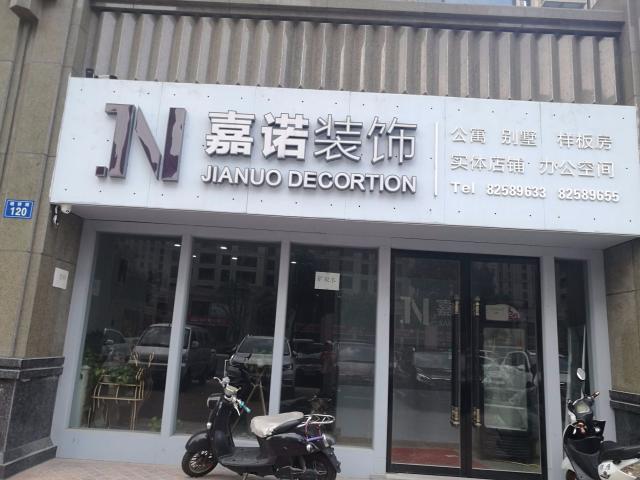 JN
嘉诺装饰
JIANUO DECORTION
公寓 别墅 样板房
实体店铺 办公空间
Tel 82589633 82589655
120